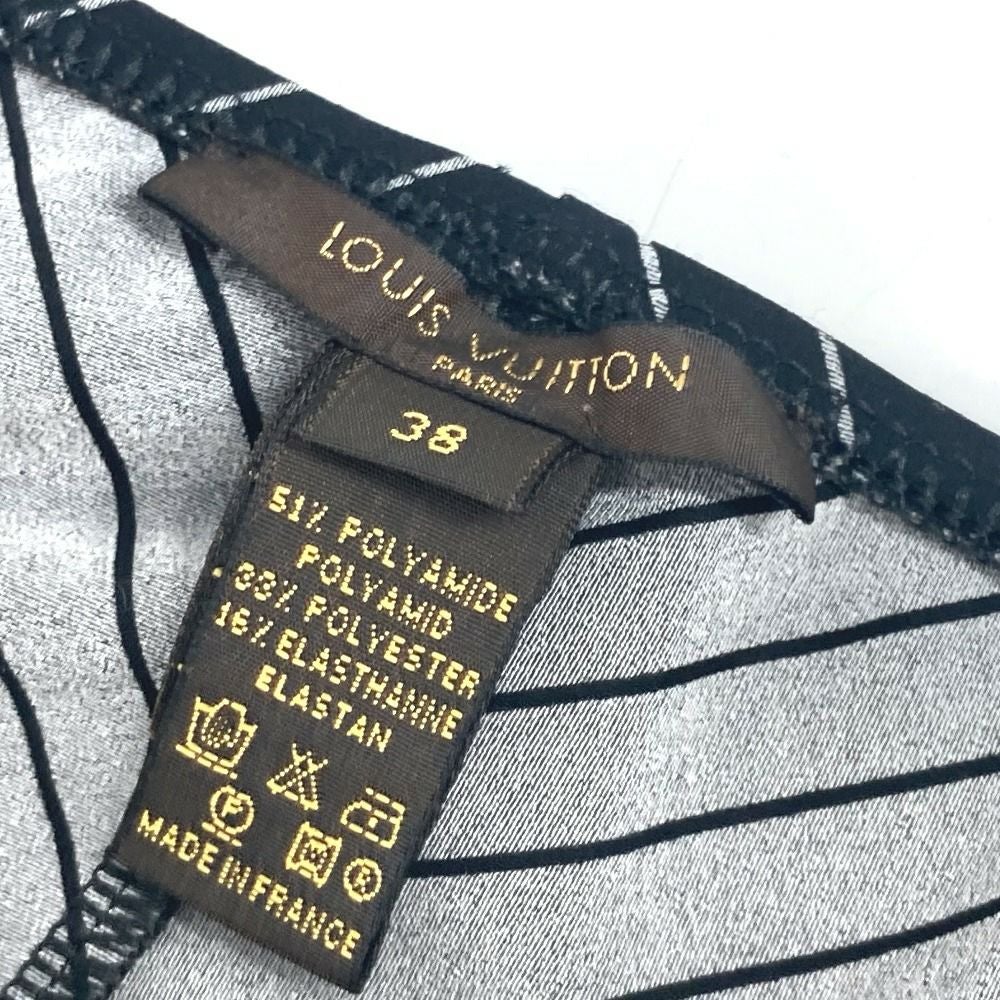 LOUIS VUITTON
PARIS
38
51% POLYAMIDE
POLYAMID
33% POLYESTER
16% ELASTHANNE
ELASTAN
P
R
MADE IN FRANCE